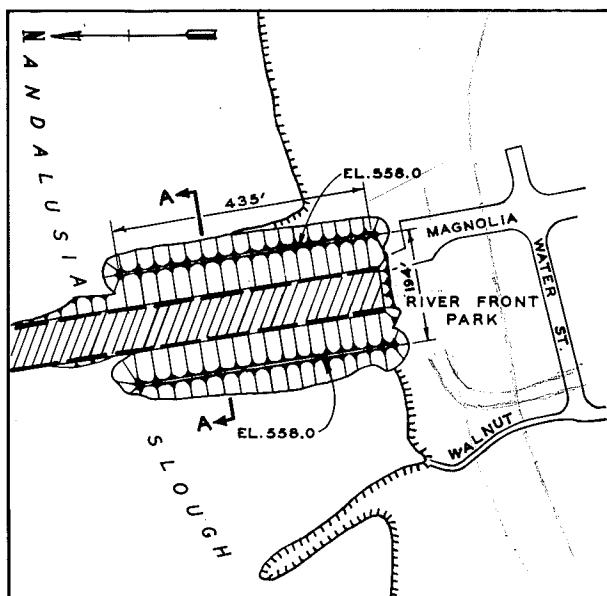 N
ANDALUSIA
A
435'
EL.558.0
MAGNOLIA
194'
RIVER FRONT
PARK
WATER ST.
A
EL.558.0
WALNUT
SLOUGH